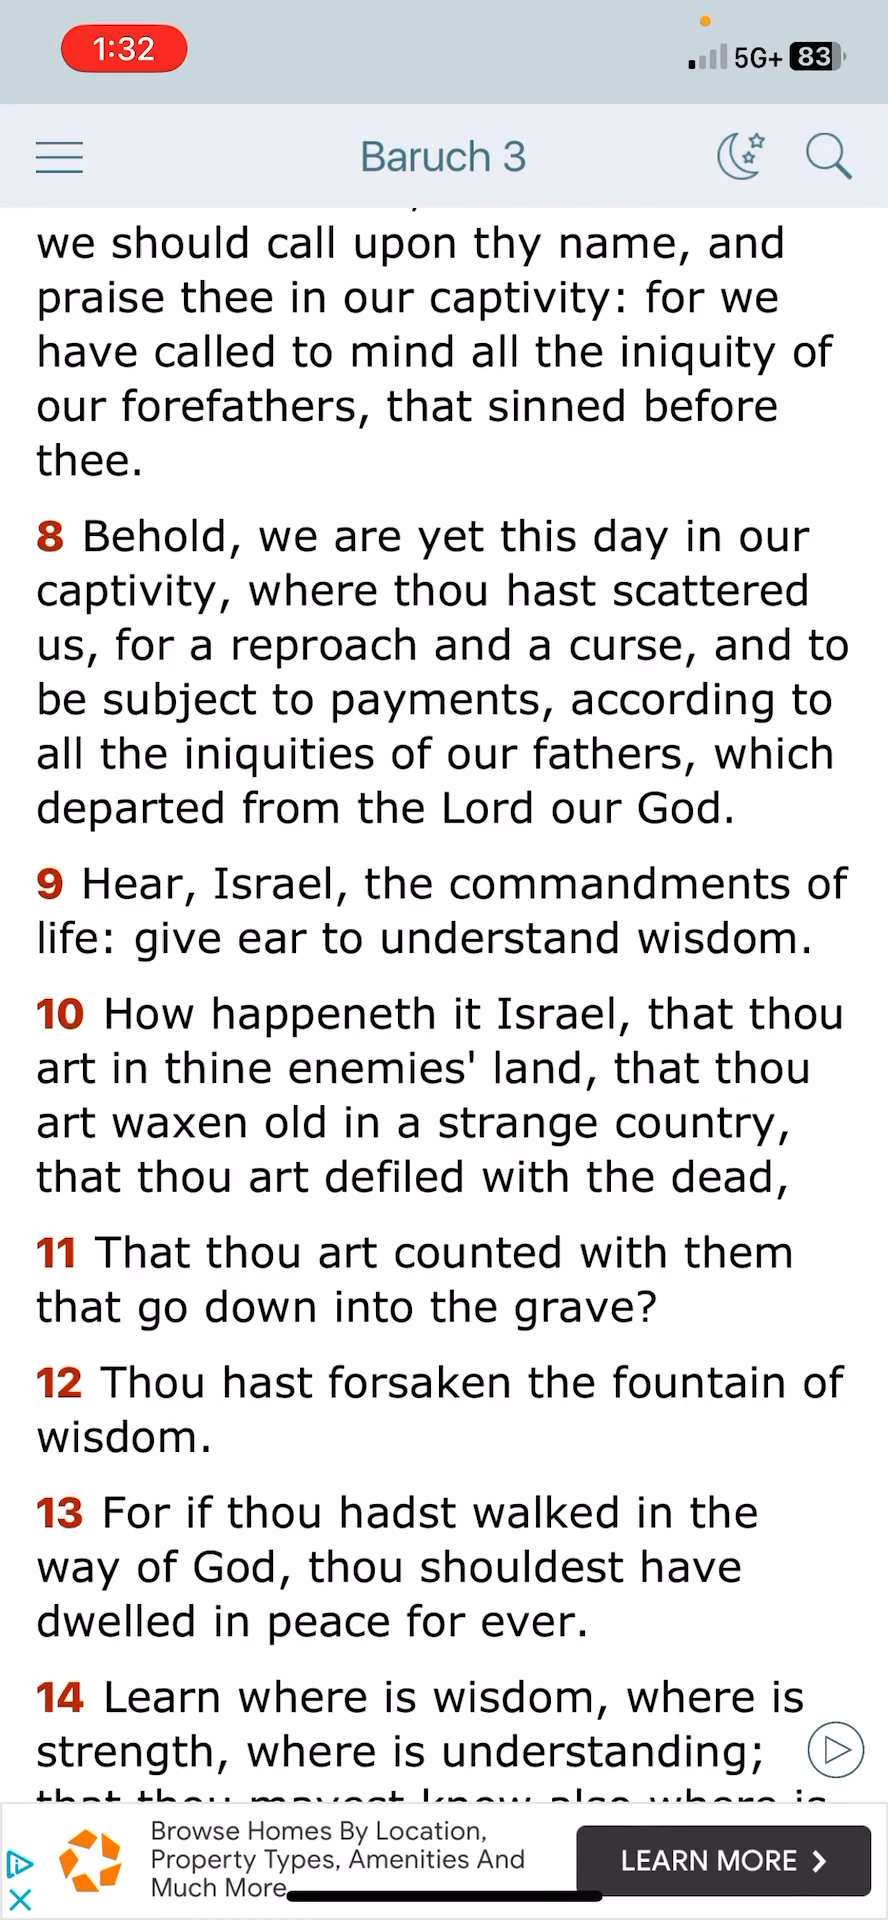 1:32
5G+ 83
Baruch 3
we should call upon thy name, and
praise thee in our captivity: for we
have called to mind all the iniquity of
our forefathers, that sinned before
thee.
8 Behold, we are yet this day in our
captivity, where thou hast scattered
us, for a reproach and a curse, and to
be subject to payments, according to
all the iniquities of our fathers, which
departed from the Lord our God.
9 Hear, Israel, the commandments of
life: give ear to understand wisdom.
10 How happeneth it Israel, that thou
art in thine enemies' land, that thou
art waxen old in a strange country,
that thou art defiled with the dead,
11 That thou art counted with them
that go down into the grave?
12 Thou hast forsaken the fountain of
wisdom.
13 For if thou hadst walked in the
way of God, thou shouldest have
dwelled in peace for ever.
14 Learn where is wisdom, where is
strength, where is understanding;
that thou mayest know also where is
Browse Homes By Location,
Property Types, Amenities And
Much More
LEARN MORE